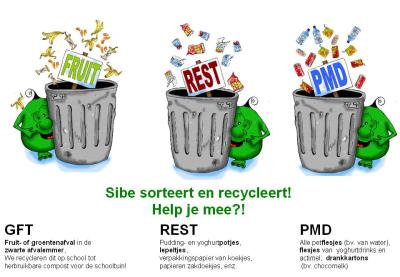 FRUIT
REST
PMD
Sibe sorteert en recycleert!
Help je mee?!
GFT
Fruit- of groentenafval in de
zwarte afvalemmer,
We recycleren dit op school tot
herbruikbare compost voor de schooltuin!
REST
Pudding- en yoghurtpotjes,
lepeltjes,
verpakkingspapier van koekjes,
papieren zakdoekjes, enz.
PMD
Alle petflesjes (bv. van water),
flesjes van yoghurtdrinks en
actimel, drankkartons
(bv. chocomelk)